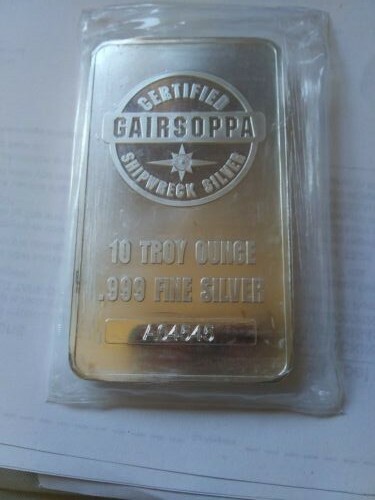 CERTIFIED
GAIRSOPPA
SHIPWRECK SILVER
10 TROY OUNCE
.999 FINE SILVER